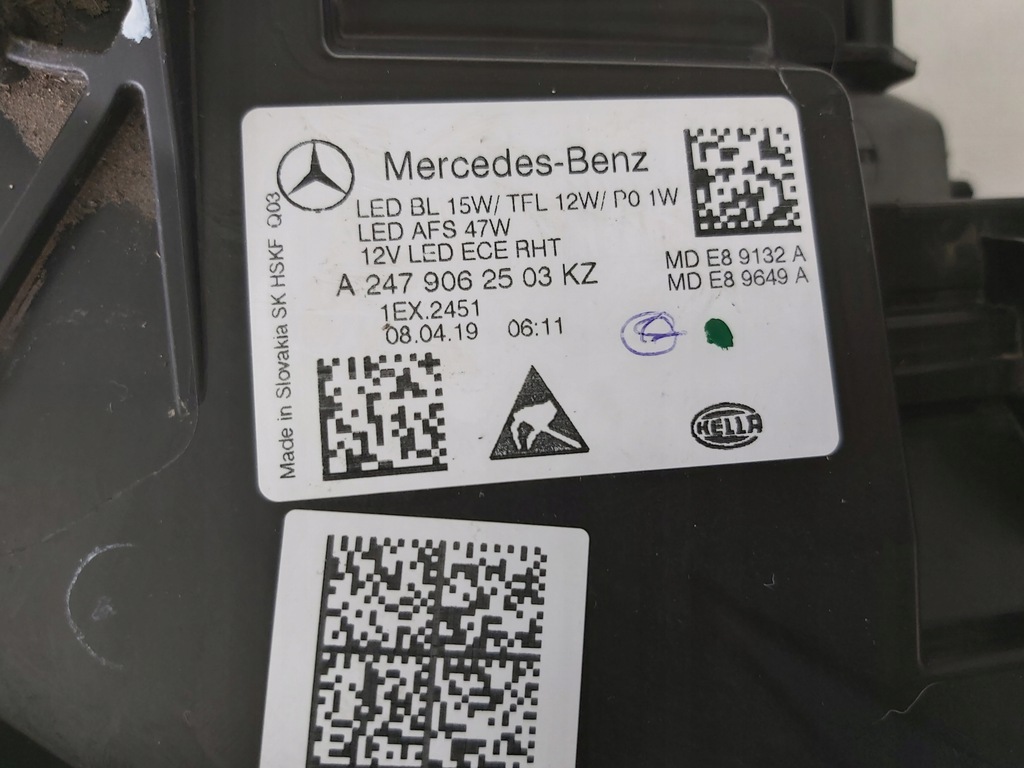 Mercedes-Benz
LED BL 15W/ TFL 12W/ PO 1W
LED AFS 47W
12V LED ECE RHT
A 247 906 25 03 KZ
1EX.2451
08.04.19 06:11
MD E8 9132 A
MD E8 9649 A
Made in Slovakia SK HSKF Q03
HELLA